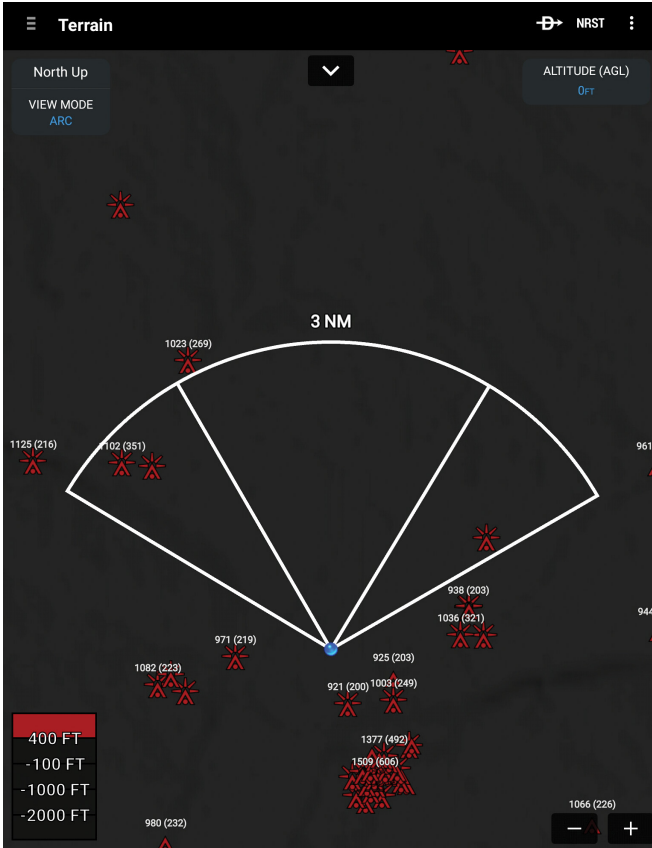 Terrain
NRST
North Up
VIEW MODE
ARC
ALTITUDE (AGL)
0FT
3 NM
1023 (269)
1125 (216)
1102 (351)
961
938 (203)
1036 (321)
944
971 (219)
925 (203)
1082 (223)
921 (200)
1003 (249)
1377 (492)
1509 (606)
400 FT
-100 FT
-1000 FT
-2000 FT
980 (232)
1066 (226)